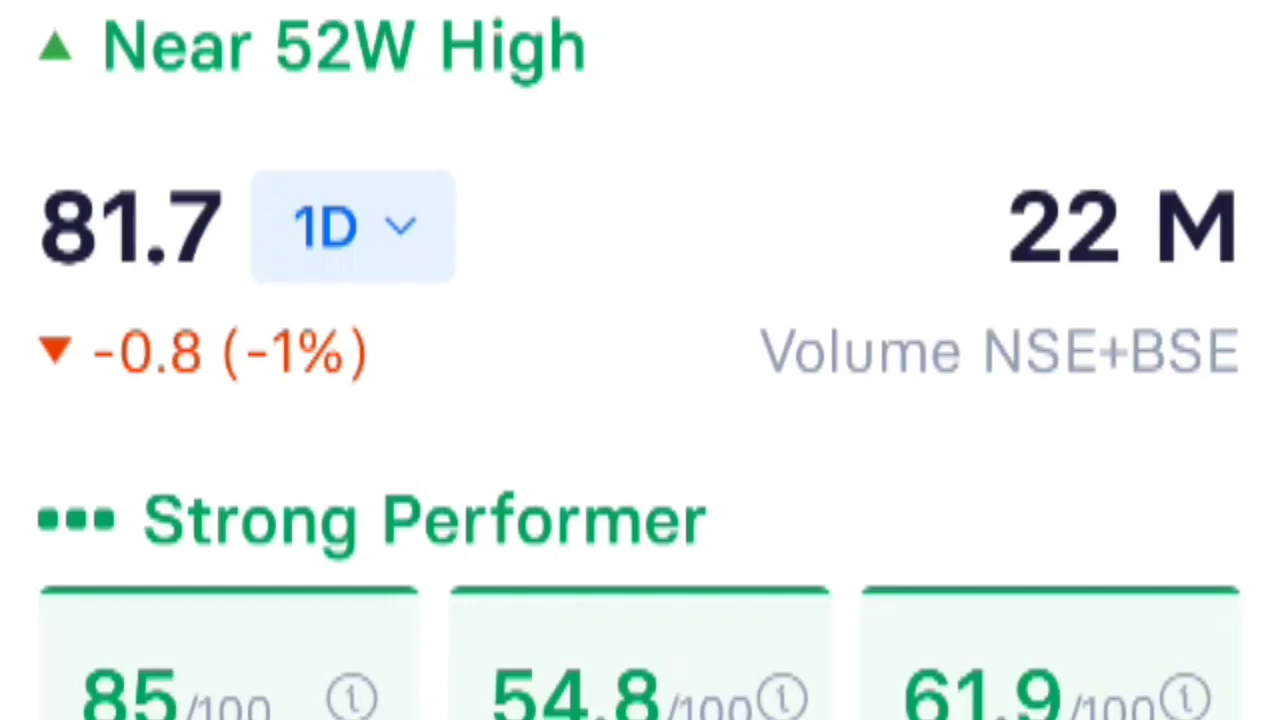 Near 52W High
81.7 1D 22 M
-0.8 (-1%) Volume NSE+BSE
Strong Performer
85/100 54.8/100 61.9/100